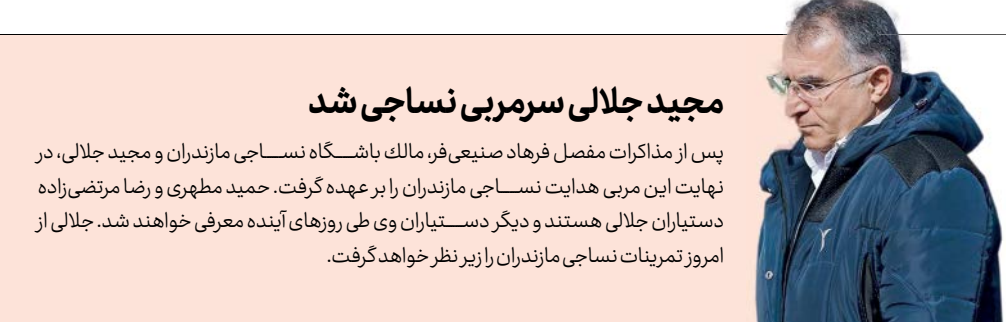 مجید جلالی سرمربی نساجی شد
پس از مذاکرات مفصل فرهاد صنیعی‌فر، مالك باشـــگاه نســـاجی مازندران و مجید جلالی، در
نهایت این مربی هدایت نســـاجی مازندران را بر عهده گرفت. حمید مطهری و رضا مرتضی‌زاده
دستیاران جلالی هستند و دیگر دســـتیاران وی طی روزهای آینده معرفی خواهند شد. جلالی از
امروز تمرینات نساجی مازندران را زیر نظر خواهد گرفت.